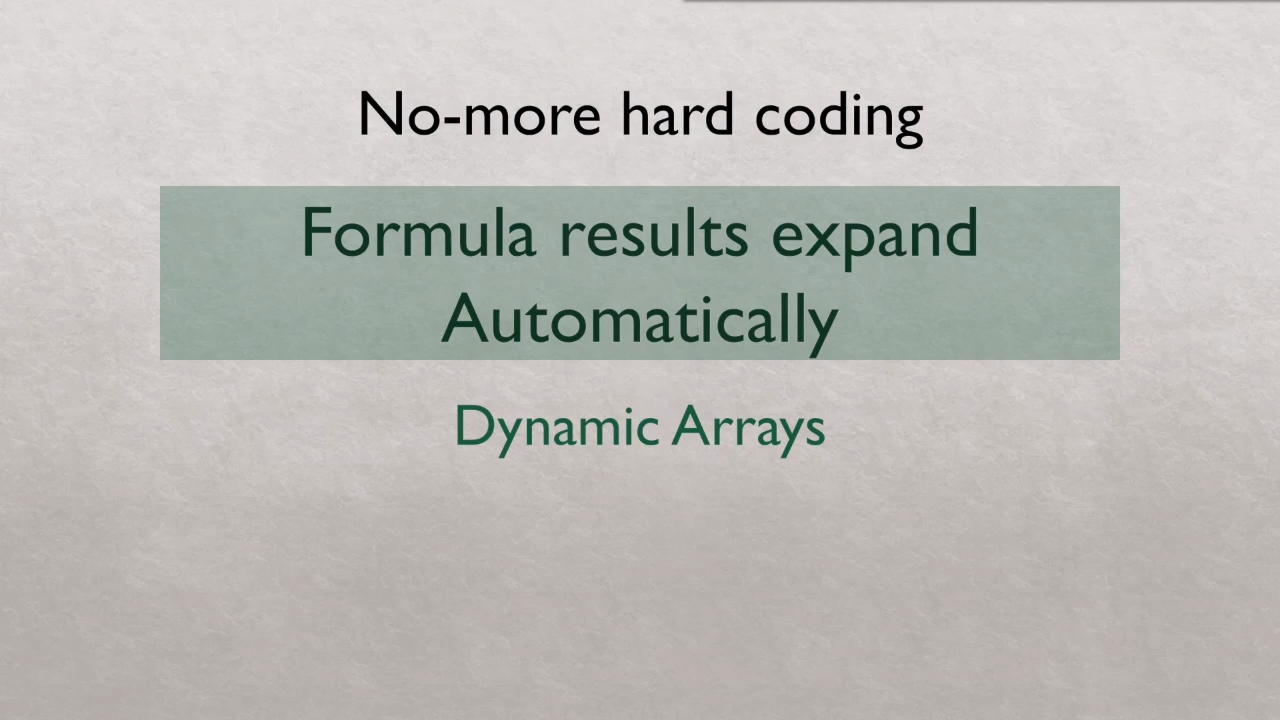 No-more hard coding
Formula results expand
Automatically
Dynamic Arrays